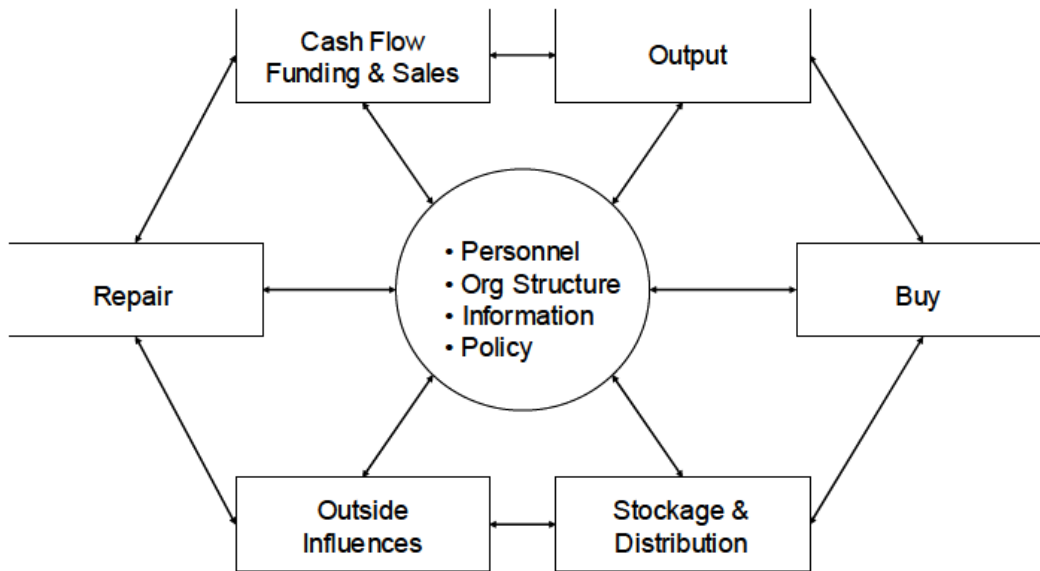 Cash Flow
Funding & Sales
Output
• Personnel
• Org Structure
• Information
• Policy
Repair
Buy
Outside
Influences
Stockage &
Distribution